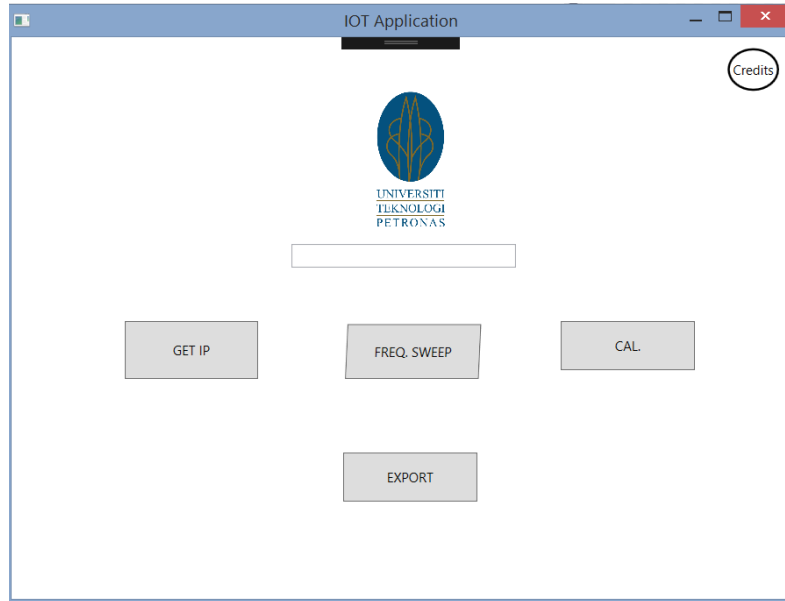 IOT Application
Credits
UNIVERSITI
TEKNOLOGI
PETRONAS
GET IP
FREQ. SWEEP
CAL.
EXPORT